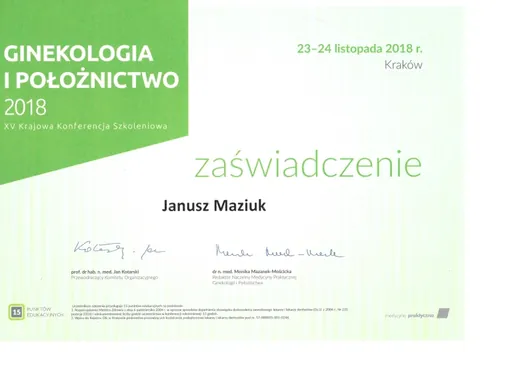 GINEKOLOGIA
I POŁOŻNICTWO
2018
XV Krajowa Konferencja Szkoleniowa
23–24 listopada 2018 r.
Kraków
zaświadczenie
Janusz Maziuk
prof. dr hab. n. med. Jan Kotarski
Przewodniczący Komitetu Organizacyjnego
dr n. med. Monika Mazanek-Mościcka
Redaktor Naczelny Medycyny Praktycznej
Ginekologii i Położnictwa
15
PUNKTÓW
EDUKACYJNYCH
medycyna praktyczna